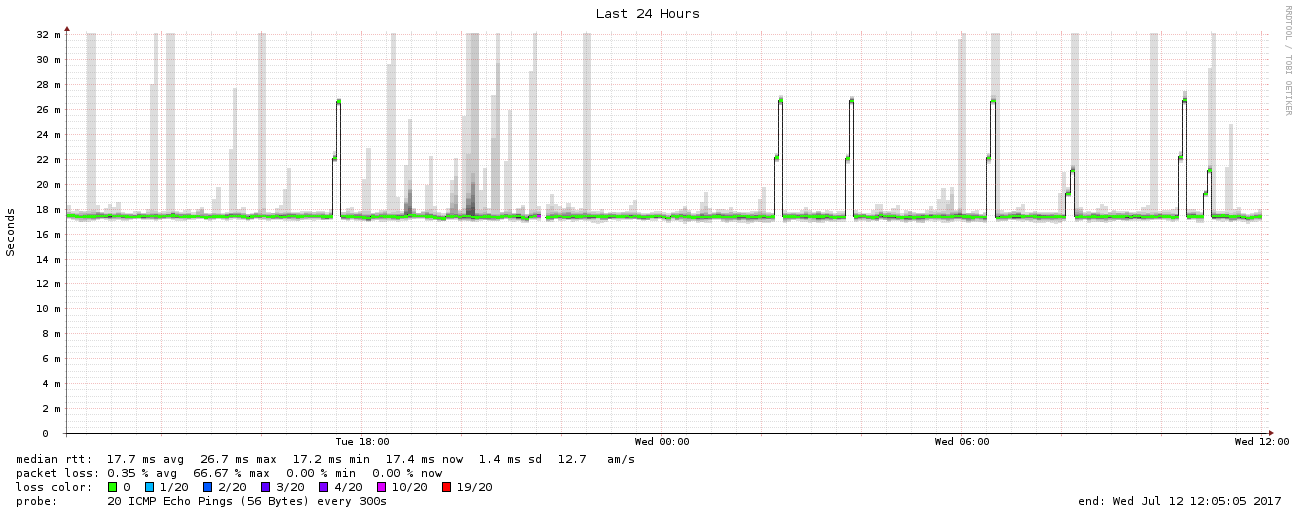 Last 24 Hours
RRDTOOL / TOBI OETIKER
Seconds
32 m
30 m
28 m
26 m
24 m
22 m
20 m
18 m
16 m
14 m
12 m
10 m
8 m
6 m
4 m
2 m
0
Tue 18:00 Wed 00:00 Wed 06:00 Wed 12:00
median rtt: 17.7 ms avg 26.7 ms max 17.2 ms min 17.4 ms now 1.4 ms sd 12.7 am/s
packet loss: 0.35 % avg 66.67 % max 0.00 % min 0.00 % now
loss color: 0 1/20 2/20 3/20 4/20 10/20 19/20
probe: 20 ICMP Echo Pings (56 Bytes) every 300s end: Wed Jul 12 12:05:05 2017